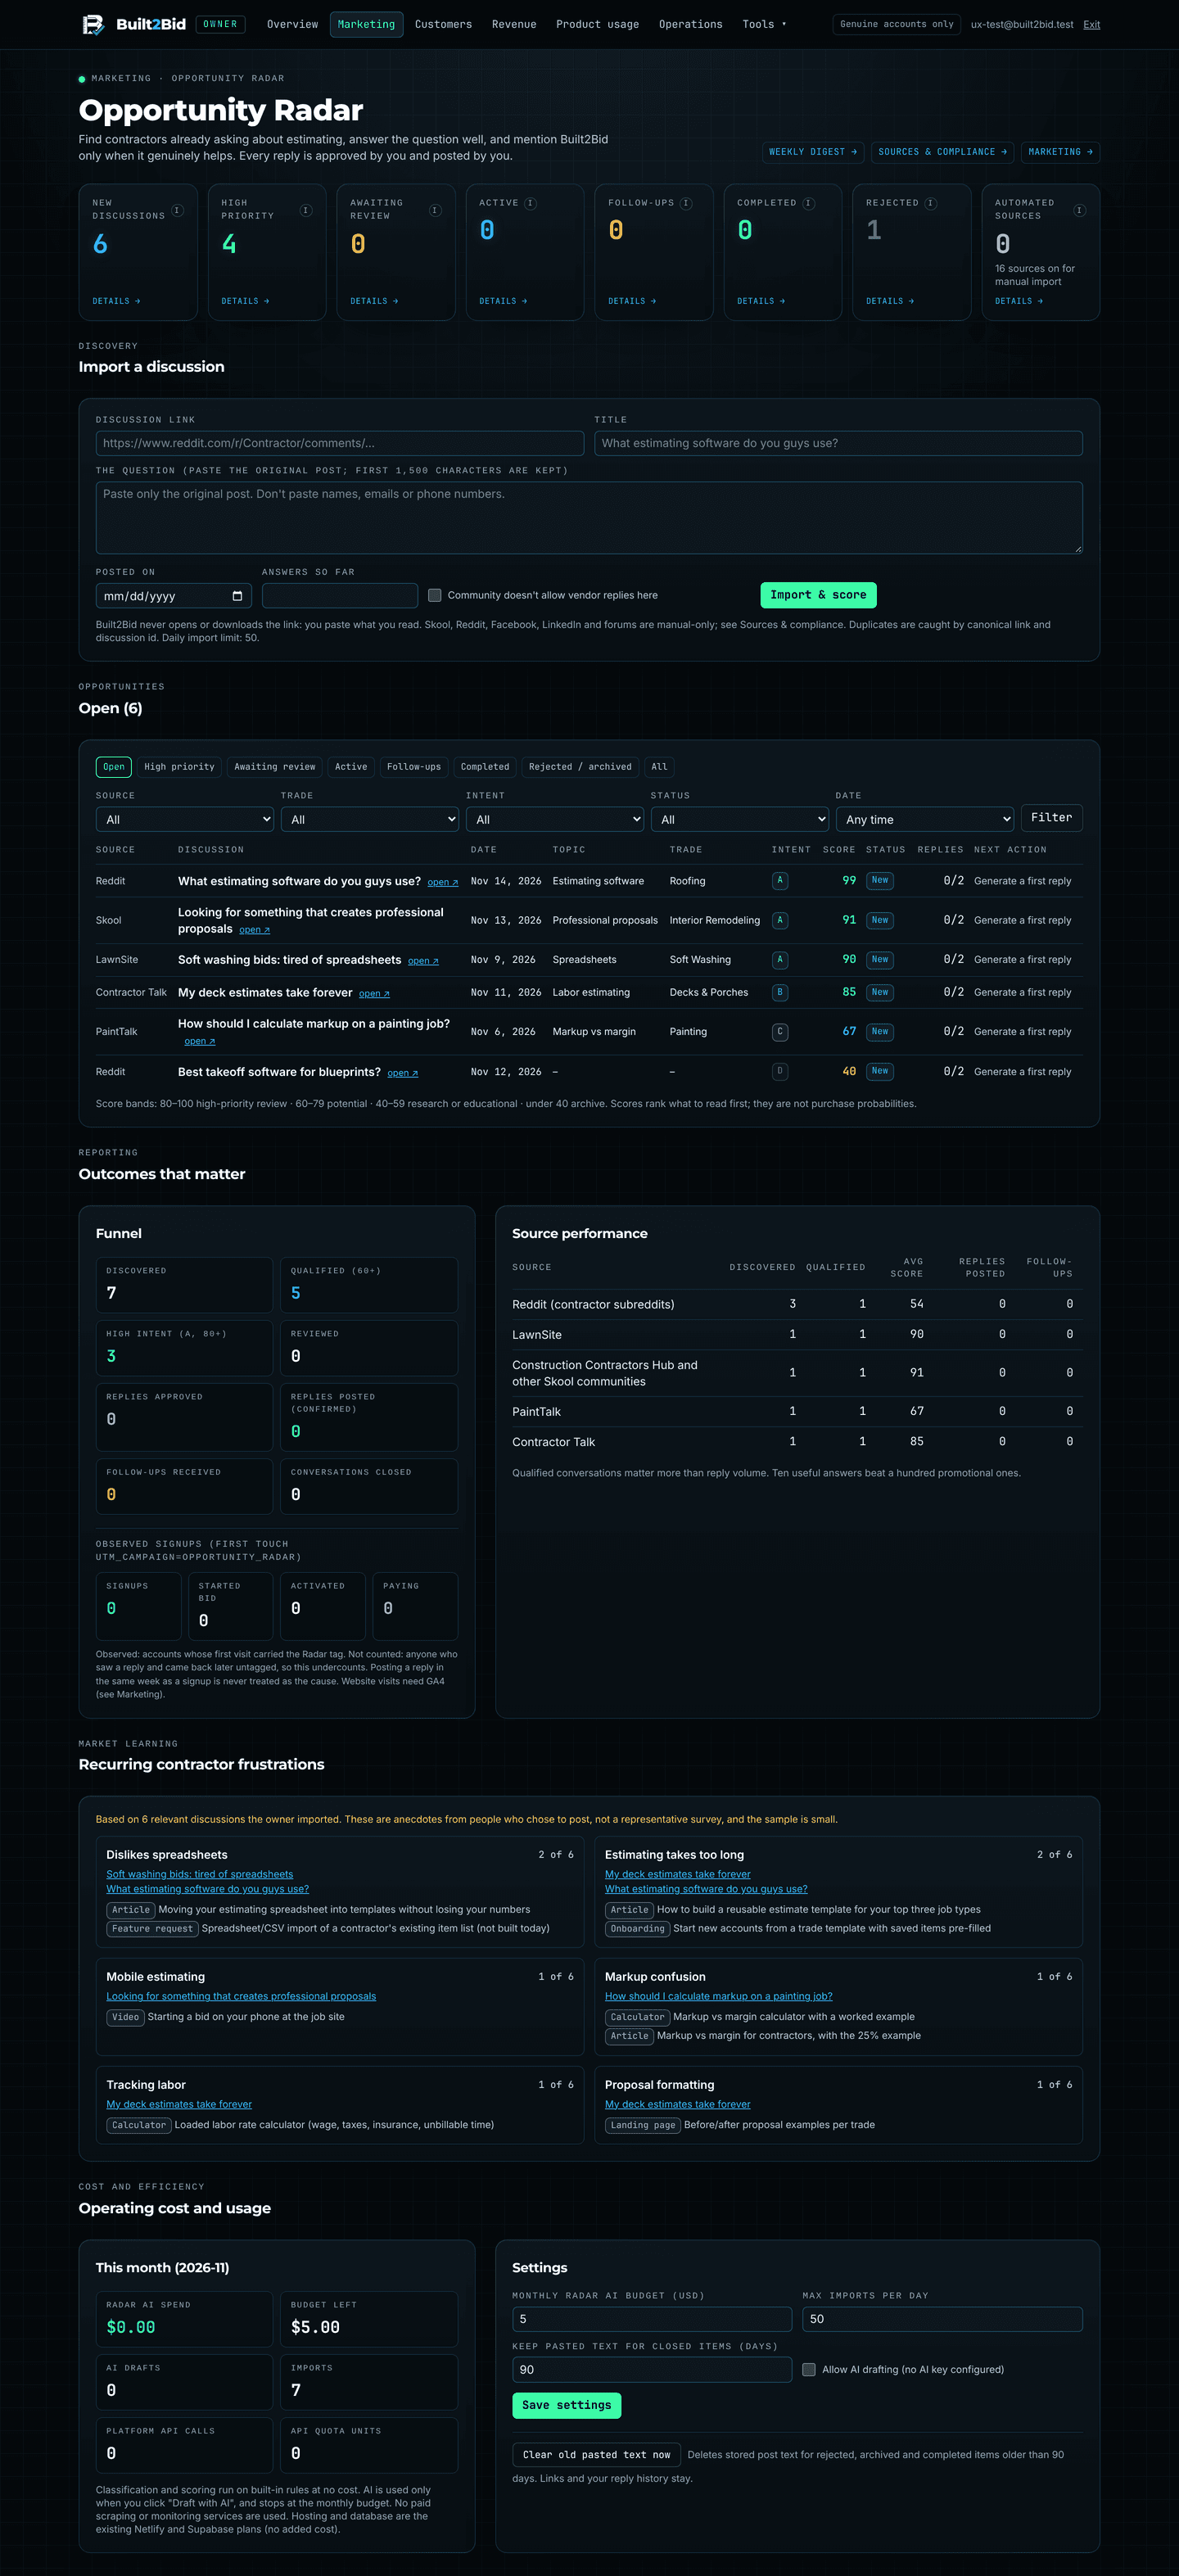 Built2Bid
OWNER
Overview
Marketing
Customers
Revenue
Product usage
Operations
Tools ▾
Genuine accounts only
ux-test@built2bid.test
Exit
MARKETING · OPPORTUNITY RADAR
Opportunity Radar
Find contractors already asking about estimating, answer the question well, and mention Built2Bid
only when it genuinely helps. Every reply is approved by you and posted by you.
WEEKLY DIGEST →
SOURCES & COMPLIANCE →
MARKETING →
NEW
DISCUSSIONS
I
6
DETAILS →
HIGH
PRIORITY
I
4
DETAILS →
AWAITING
REVIEW
I
0
DETAILS →
ACTIVE
I
0
DETAILS →
FOLLOW-UPS
I
0
DETAILS →
COMPLETED
I
0
DETAILS →
REJECTED
I
1
DETAILS →
AUTOMATED
SOURCES
I
0
16 sources on for
manual import
DETAILS →
DISCOVERY
Import a discussion
DISCUSSION LINK
TITLE
https://www.reddit.com/r/Contractor/comments/...
What estimating software do you guys use?
THE QUESTION (PASTE THE ORIGINAL POST; FIRST 1,500 CHARACTERS ARE KEPT)
Paste only the original post. Don't paste names, emails or phone numbers.
POSTED ON
ANSWERS SO FAR
mm/dd/yyyy
Community doesn't allow vendor replies here
Import & score
Built2Bid never opens or downloads the link: you paste what you read. Skool, Reddit, Facebook, LinkedIn and forums are manual-only; see Sources & compliance. Duplicates are caught by canonical link and
discussion id. Daily import limit: 50.
OPPORTUNITIES
Open (6)
Open
High priority
Awaiting review
Active
Follow-ups
Completed
Rejected / archived
All
SOURCE
TRADE
INTENT
STATUS
DATE
All
All
All
All
Any time
Filter
SOURCE DISCUSSION DATE TOPIC TRADE INTENT SCORE STATUS REPLIES NEXT ACTION
Reddit What estimating software do you guys use? open ↗ Nov 14, 2026 Estimating software Roofing A 99 New 0/2 Generate a first reply
Looking for something that creates professional
Skool proposals open ↗ Nov 13, 2026 Professional proposals Interior Remodeling A 91 New 0/2 Generate a first reply
LawnSite Soft washing bids: tired of spreadsheets open ↗ Nov 9, 2026 Spreadsheets Soft Washing A 90 New 0/2 Generate a first reply
Contractor Talk My deck estimates take forever open ↗ Nov 11, 2026 Labor estimating Decks & Porches B 85 New 0/2 Generate a first reply
How should I calculate markup on a painting job?
PaintTalk open ↗ Nov 6, 2026 Markup vs margin Painting C 67 New 0/2 Generate a first reply
Reddit Best takeoff software for blueprints? open ↗ Nov 12, 2026 – – D 40 New 0/2 Generate a first reply
Score bands: 80–100 high-priority review · 60–79 potential · 40–59 research or educational · under 40 archive. Scores rank what to read first; they are not purchase probabilities.
REPORTING
Outcomes that matter
Funnel
DISCOVERED
7
QUALIFIED (60+)
5
HIGH INTENT (A, 80+)
3
REVIEWED
0
REPLIES APPROVED
0
REPLIES POSTED
(CONFIRMED)
0
FOLLOW-UPS RECEIVED
0
CONVERSATIONS CLOSED
0
OBSERVED SIGNUPS (FIRST TOUCH
UTM_CAMPAIGN=OPPORTUNITY_RADAR)
SIGNUPS
0
STARTED
BID
0
ACTIVATED
0
PAYING
0
Observed: accounts whose first visit carried the Radar tag. Not counted: anyone who
saw a reply and came back later untagged, so this undercounts. Posting a reply in
the same week as a signup is never treated as the cause. Website visits need GA4
(see Marketing).
Source performance
SOURCE DISCOVERED QUALIFIED AVG SCORE REPLIES POSTED FOLLOW-UPS
Reddit (contractor subreddits) 3 1 54 0 0
LawnSite 1 1 90 0 0
Construction Contractors Hub and
other Skool communities 1 1 91 0 0
PaintTalk 1 1 67 0 0
Contractor Talk 1 1 85 0 0
Qualified conversations matter more than reply volume. Ten useful answers beat a hundred promotional ones.
MARKET LEARNING
Recurring contractor frustrations
Based on 6 relevant discussions the owner imported. These are anecdotes from people who chose to post, not a representative survey, and the sample is small.
Dislikes spreadsheets 2 of 6
Soft washing bids: tired of spreadsheets
What estimating software do you guys use?
Article Moving your estimating spreadsheet into templates without losing your numbers
Feature request Spreadsheet/CSV import of a contractor's existing item list (not built today)
Estimating takes too long 2 of 6
My deck estimates take forever
What estimating software do you guys use?
Article How to build a reusable estimate template for your top three job types
Onboarding Start new accounts from a trade template with saved items pre-filled
Mobile estimating 1 of 6
Looking for something that creates professional proposals
Video Starting a bid on your phone at the job site
Markup confusion 1 of 6
How should I calculate markup on a painting job?
Calculator Markup vs margin calculator with a worked example
Article Markup vs margin for contractors, with the 25% example
Tracking labor 1 of 6
My deck estimates take forever
Calculator Loaded labor rate calculator (wage, taxes, insurance, unbillable time)
Proposal formatting 1 of 6
My deck estimates take forever
Landing page Before/after proposal examples per trade
COST AND EFFICIENCY
Operating cost and usage
This month (2026-11)
RADAR AI SPEND
$0.00
BUDGET LEFT
$5.00
AI DRAFTS
0
IMPORTS
7
PLATFORM API CALLS
0
API QUOTA UNITS
0
Classification and scoring run on built-in rules at no cost. AI is used only
when you click "Draft with AI", and stops at the monthly budget. No paid
scraping or monitoring services are used. Hosting and database are the
existing Netlify and Supabase plans (no added cost).
Settings
MONTHLY RADAR AI BUDGET (USD)
5
MAX IMPORTS PER DAY
50
KEEP PASTED TEXT FOR CLOSED ITEMS (DAYS)
90
Allow AI drafting (no AI key configured)
Save settings
Clear old pasted text now Deletes stored post text for rejected, archived and completed items older than 90
days. Links and your reply history stay.